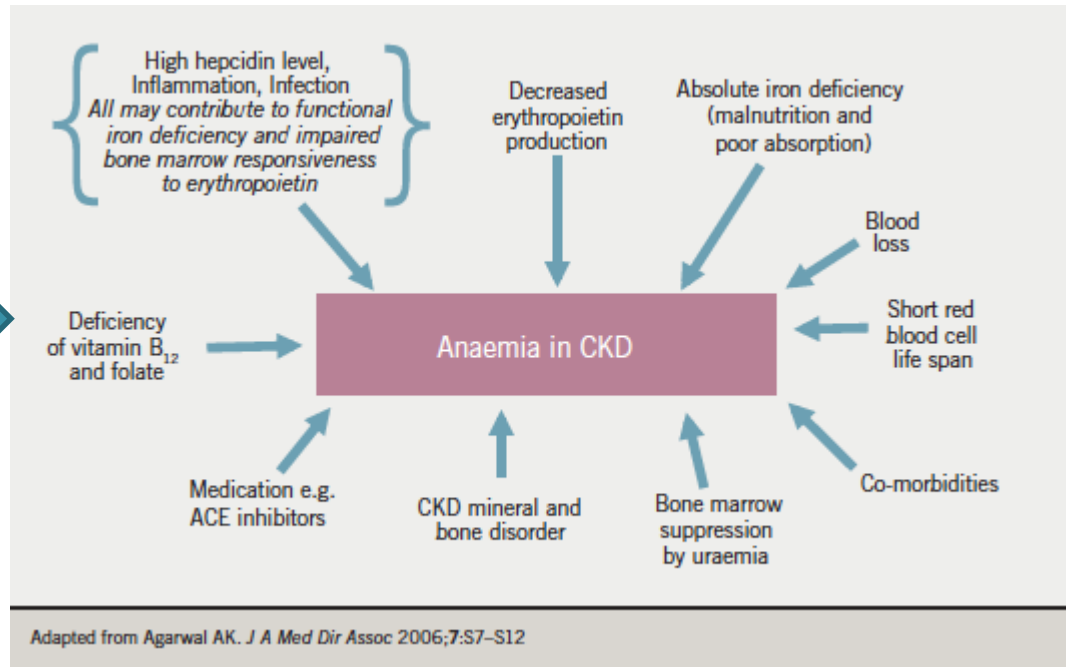 High hepcidin level,
Inflammation, Infection
All may contribute to functional
iron deficiency and impaired
bone marrow responsiveness
to erythropoietin
Decreased
erythropoietin
production
Absolute iron deficiency
(malnutrition and
poor absorption)
Blood
loss
Short red
blood cell
life span
Deficiency
of vitamin B12
and folate
Anaemia in CKD
Medication e.g.
ACE inhibitors
CKD mineral and
bone disorder
Bone marrow
suppression
by uraemia
Co-morbidities
Adapted from Agarwal AK. J A Med Dir Assoc 2006;7:S7–S12